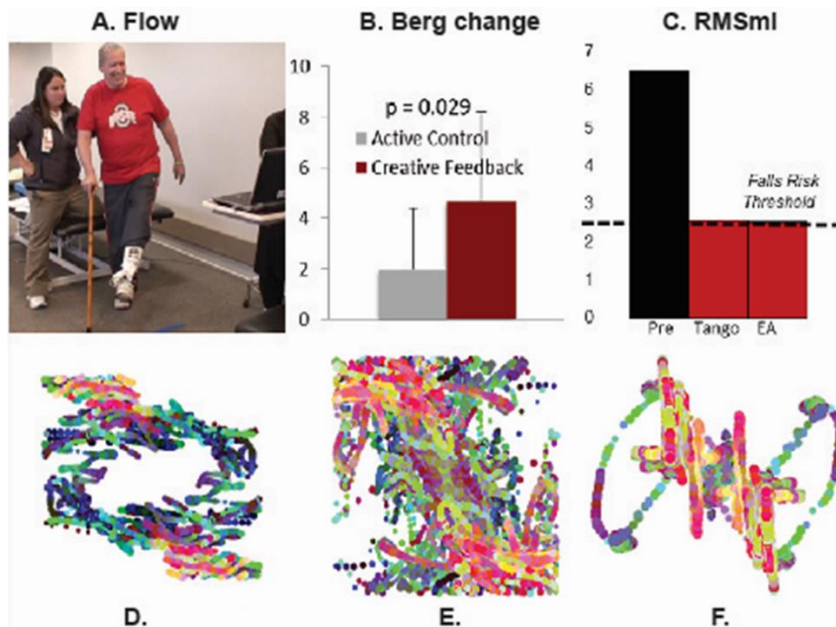 A. Flow
B. Berg change
C. RMSml
10
8
6
4
2
0
p = 0.029
Active Control
Creative Feedback
7
6
5
4
3
2
1
0
Falls Risk
Threshold
Pre
Tango
EA
D.
E.
F.